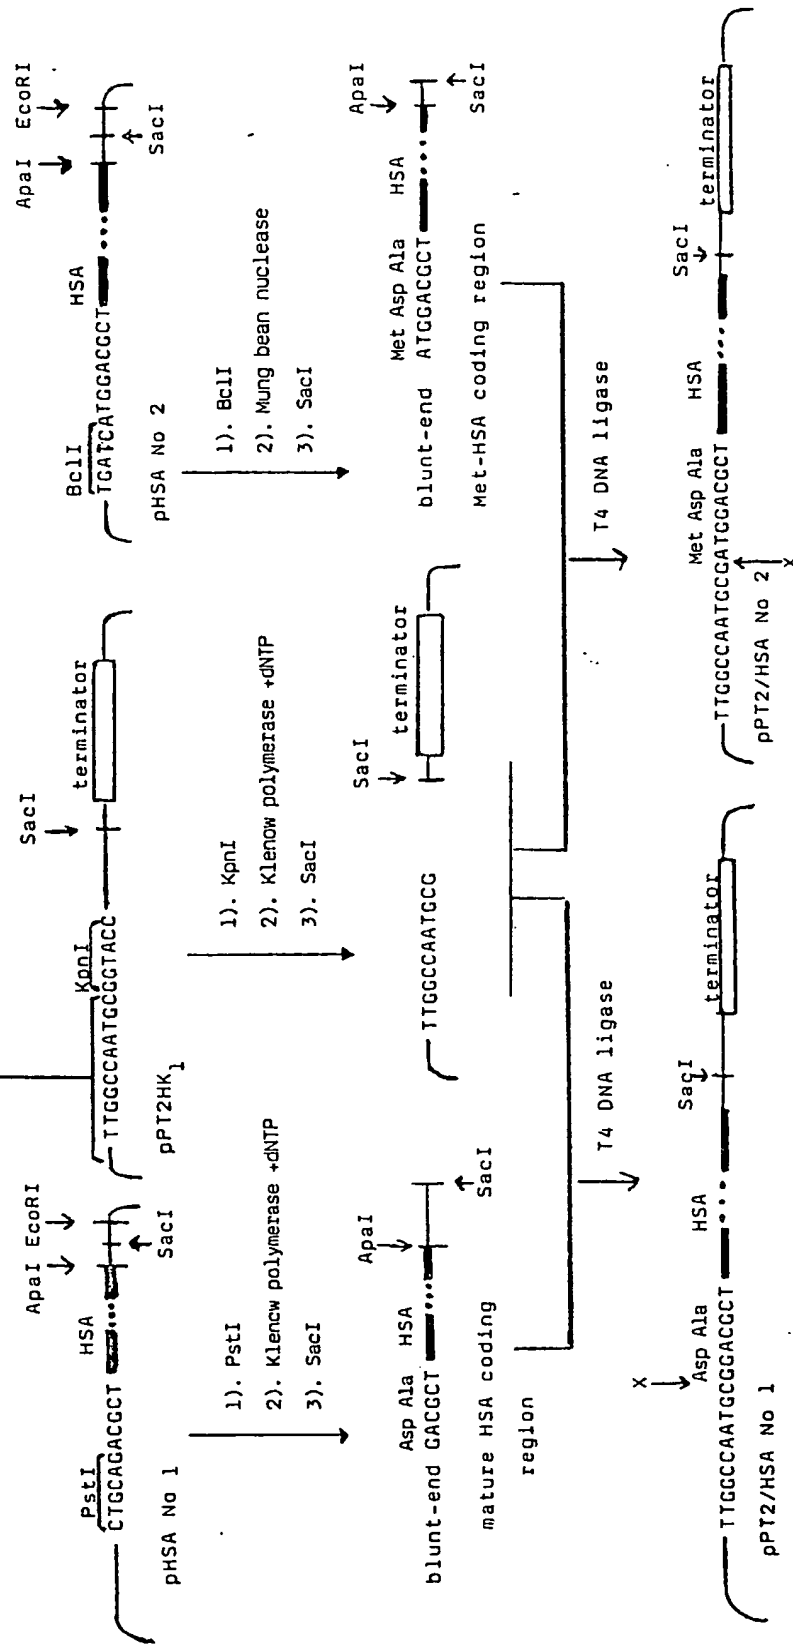 PstI
CTGCAGACGCT
HSA
ApaI EcoRI
SacI
pHSA No 1
TTGGCCAATGCGGTACC
KpnI
SacI
terminator
pPT2HK1
BclI
TGATCATGGACGCT
HSA
ApaI EcoRI
SacI
pHSA No 2
1). PstI
2). Klencw polymerase +dNTP
3). SacI
1). KpnI
2). Klenow polymerase +dNTP
3). SacI
1). BclI
2). Mung bean nuclease
3). SacI
Asp Ala
blunt-end GACGCT
HSA
ApaI
SacI
mature HSA coding
region
TTGGCCAATGCG
SacI
terminator
Met Asp Ala
blunt-end ATGGACGCT
HSA
ApaI
SacI
Met-HSA coding region
T4 DNA ligase
T4 DNA ligase
X
Asp Ala
TTGGCCAATGCGGACGCT
HSA
SacI
terminator
pPT2/HSA No 1
Met Asp Ala
TTGGCCAATGCGATGGACGCT
HSA
SacI
terminator
pPT2/HSA No 2
X